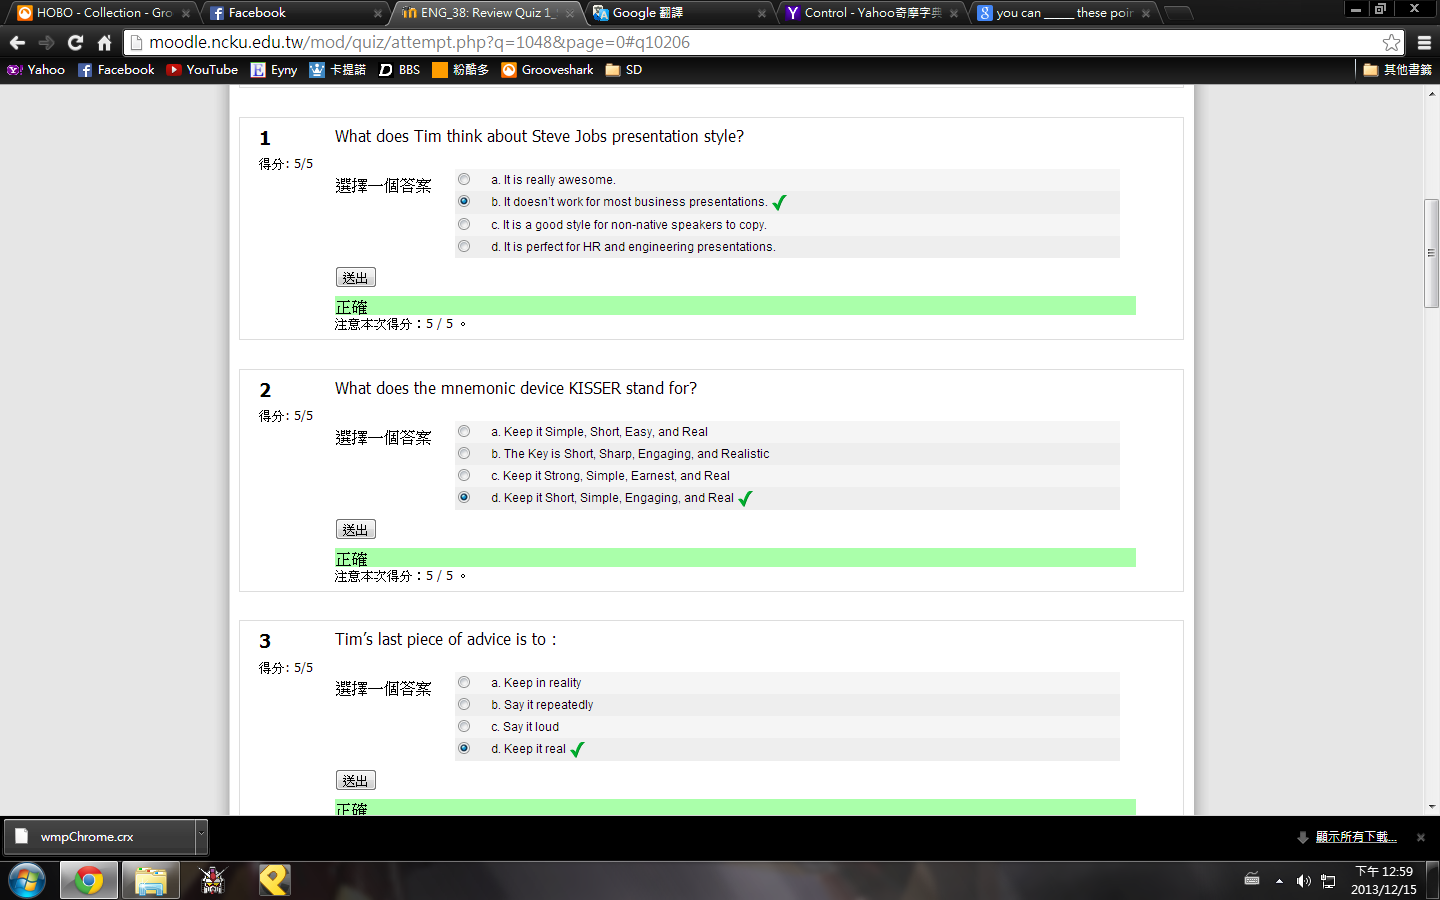 HOBO - Collection - Gro
Facebook
ENG_38: Review Quiz 1
Google 翻譯
Control - Yahoo奇摩字典
you can _____ these poir
moodle.ncku.edu.tw/mod/quiz/attempt.php?q=1048&page=0#q10206
Yahoo
Facebook
YouTube
Eyny
卡提諾
BBS
粉酷多
Grooveshark
SD
其他書籤
1
得分: 5/5
What does Tim think about Steve Jobs presentation style?
選擇一個答案
a. It is really awesome.
b. It doesn't work for most business presentations.
c. It is a good style for non-native speakers to copy.
d. It is perfect for HR and engineering presentations.
送出
正確
注意本次得分：5 / 5 。
2
得分: 5/5
What does the mnemonic device KISSER stand for?
選擇一個答案
a. Keep it Simple, Short, Easy, and Real
b. The Key is Short, Sharp, Engaging, and Realistic
c. Keep it Strong, Simple, Earnest, and Real
d. Keep it Short, Simple, Engaging, and Real
送出
正確
注意本次得分：5 / 5 。
3
得分: 5/5
Tim's last piece of advice is to：
選擇一個答案
a. Keep in reality
b. Say it repeatedly
c. Say it loud
d. Keep it real
送出
正確
wmpChrome.crx
顯示所有下載...
下午 12:59
2013/12/15